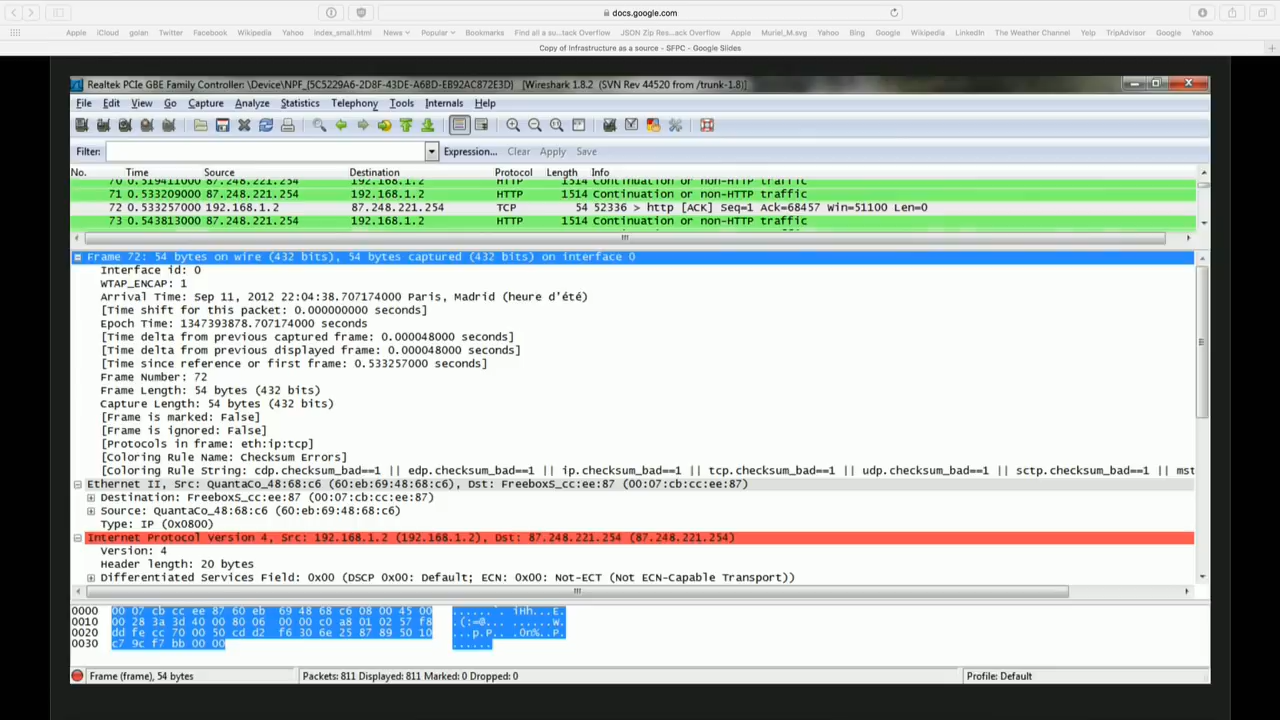 docs.google.com
Muriel Apple iCloud golan Twitter Facebook Wikipedia Yahoo index_small.html News Popular Bookmarks Find all a su...tack Overflow JSON Zip Res...ack Overflow Apple Muriel_M.svg Yahoo Bing Google Wikipedia LinkedIn The Weather Channel Yelp TripAdvisor Google Yahoo
Copy of Infrastructure as a source - SFPC - Google Slides
Realtek PCIe GBE Family Controller: \Device\NPF_{5C5229A6-2D8F-43DE-A6BD-EB92AC872E3D} [Wireshark 1.8.2 (SVN Rev 44520 from /trunk-1.8)]
File Edit View Go Capture Analyze Statistics Telephony Tools Internals Help
Filter: Expression... Clear Apply Save
No. Time Source Destination Protocol Length Info
70 0.519411000 87.248.221.254 192.168.1.2 HTTP 1514 Continuation or non-HTTP traffic
71 0.533209000 87.248.221.254 192.168.1.2 HTTP 1514 Continuation or non-HTTP traffic
72 0.533257000 192.168.1.2 87.248.221.254 TCP 54 52336 > http [ACK] Seq=1 Ack=68457 Win=51100 Len=0
73 0.543813000 87.248.221.254 192.168.1.2 HTTP 1514 Continuation or non-HTTP traffic
Frame 72: 54 bytes on wire (432 bits), 54 bytes captured (432 bits) on interface 0
Interface id: 0
WTAP_ENCAP: 1
Arrival Time: Sep 11, 2012 22:04:38.707174000 Paris, Madrid (heure d'été)
[Time shift for this packet: 0.000000000 seconds]
Epoch Time: 1347393878.707174000 seconds
[Time delta from previous captured frame: 0.000048000 seconds]
[Time delta from previous displayed frame: 0.000048000 seconds]
[Time since reference or first frame: 0.533257000 seconds]
Frame Number: 72
Frame Length: 54 bytes (432 bits)
Capture Length: 54 bytes (432 bits)
[Frame is marked: False]
[Frame is ignored: False]
[Protocols in frame: eth:ip:tcp]
[Coloring Rule Name: Checksum Errors]
[Coloring Rule String: cdp.checksum_bad==1 || edp.checksum_bad==1 || ip.checksum_bad==1 || tcp.checksum_bad==1 || udp.checksum_bad==1 || sctp.checksum_bad==1 || mst
Ethernet II, Src: QuantaCo_48:68:c6 (60:eb:69:48:68:c6), Dst: FreeboxS_cc:ee:87 (00:07:cb:cc:ee:87)
Destination: FreeboxS_cc:ee:87 (00:07:cb:cc:ee:87)
Source: QuantaCo_48:68:c6 (60:eb:69:48:68:c6)
Type: IP (0x0800)
Internet Protocol Version 4, Src: 192.168.1.2 (192.168.1.2), Dst: 87.248.221.254 (87.248.221.254)
Version: 4
Header length: 20 bytes
Differentiated Services Field: 0x00 (DSCP 0x00: Default; ECN: 0x00: Not-ECT (Not ECN-Capable Transport))
0000 00 07 cb cc ee 87 60 eb 69 48 68 c6 08 00 45 00 ......`. iHh...E.
0010 00 28 3a 3d 40 00 80 06 00 00 c0 a8 01 02 57 f8 .(:=@... ......W.
0020 dd fe cc 70 00 50 cd d2 f6 30 6e 25 87 89 50 10 ...p.P.. .0n%..P.
0030 c7 9c f7 bb 00 00 ......
Frame (frame), 54 bytes Packets: 811 Displayed: 811 Marked: 0 Dropped: 0 Profile: Default